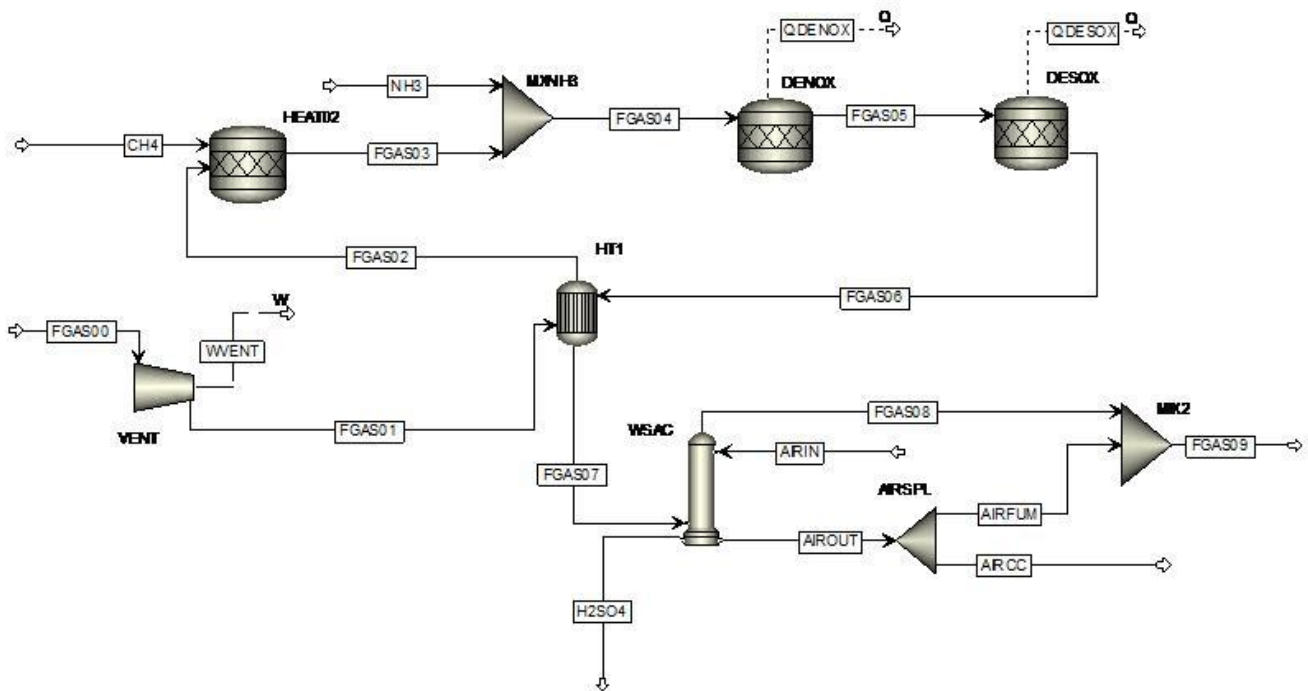 QDENOX
Q
QDESOX
Q
MXNH3
DENOX
DESOX
NH3
HEAT02
FGAS04
FGAS05
CH4
FGAS03
HT1
FGAS02
FGAS06
W
FGAS00
WVENT
FGAS08
MIX2
WSAC
VENT
FGAS01
AIRIN
FGAS09
FGAS07
AIRSPL
AIRFUM
AIROUT
AIRCC
H2SO4